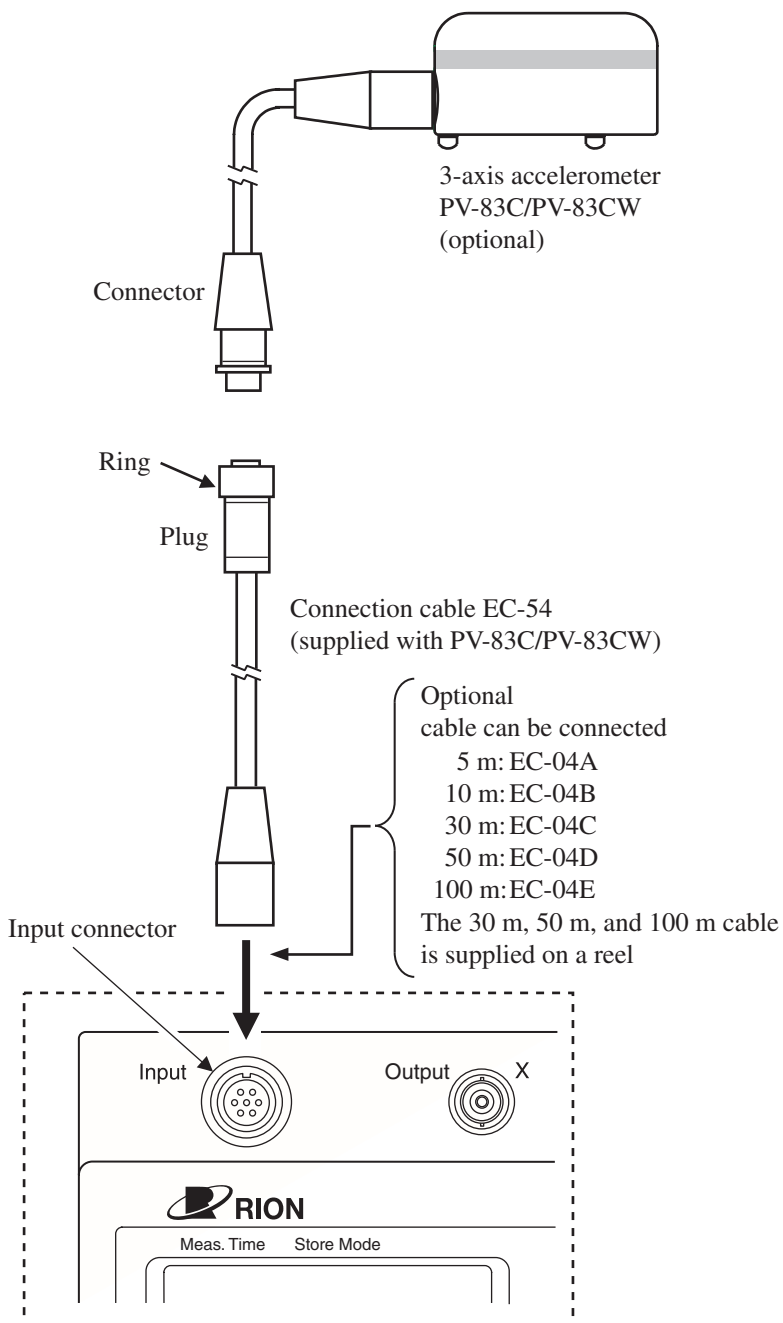 3-axis accelerometer
PV-83C/PV-83CW
(optional)
Connector
Ring
Plug
Connection cable EC-54
(supplied with PV-83C/PV-83CW)
Optional
cable can be connected
5 m: EC-04A
10 m: EC-04B
30 m: EC-04C
50 m: EC-04D
100 m: EC-04E
The 30 m, 50 m, and 100 m cable
is supplied on a reel
Input connector
Input
Output X
RION
Meas. Time Store Mode